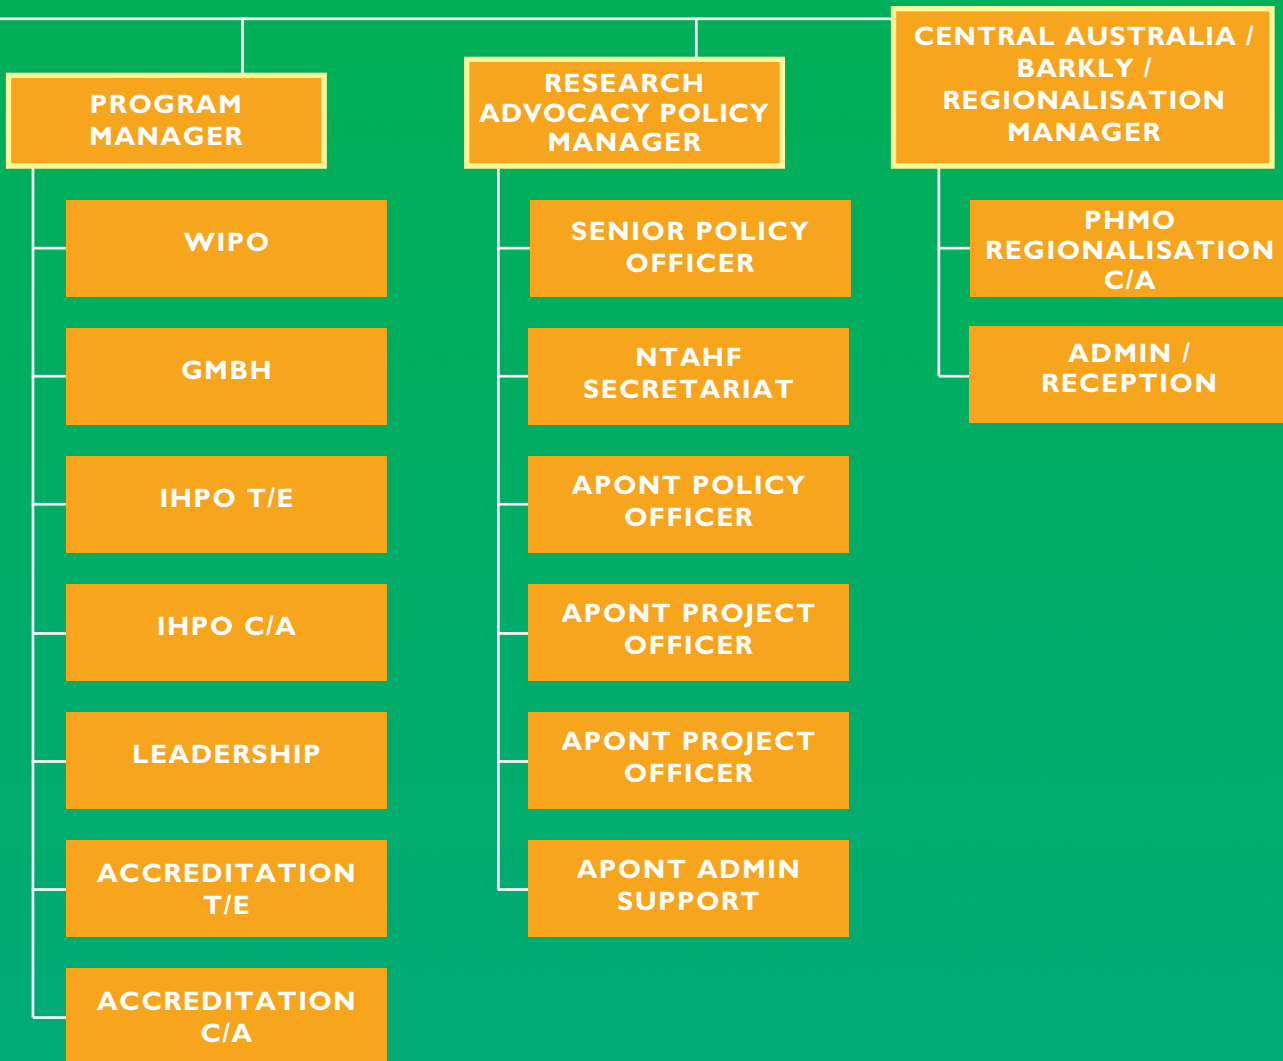 PROGRAM
MANAGER
WIPO
GMBH
IHPO T/E
IHPO C/A
LEADERSHIP
ACCREDITATION
T/E
ACCREDITATION
C/A
RESEARCH
ADVOCACY POLICY
MANAGER
SENIOR POLICY
OFFICER
NTAHF
SECRETARIAT
APONT POLICY
OFFICER
APONT PROJECT
OFFICER
APONT PROJECT
OFFICER
APONT ADMIN
SUPPORT
CENTRAL AUSTRALIA /
BARKLY /
REGIONALISATION
MANAGER
PHMO
REGIONALISATION
C/A
ADMIN /
RECEPTION